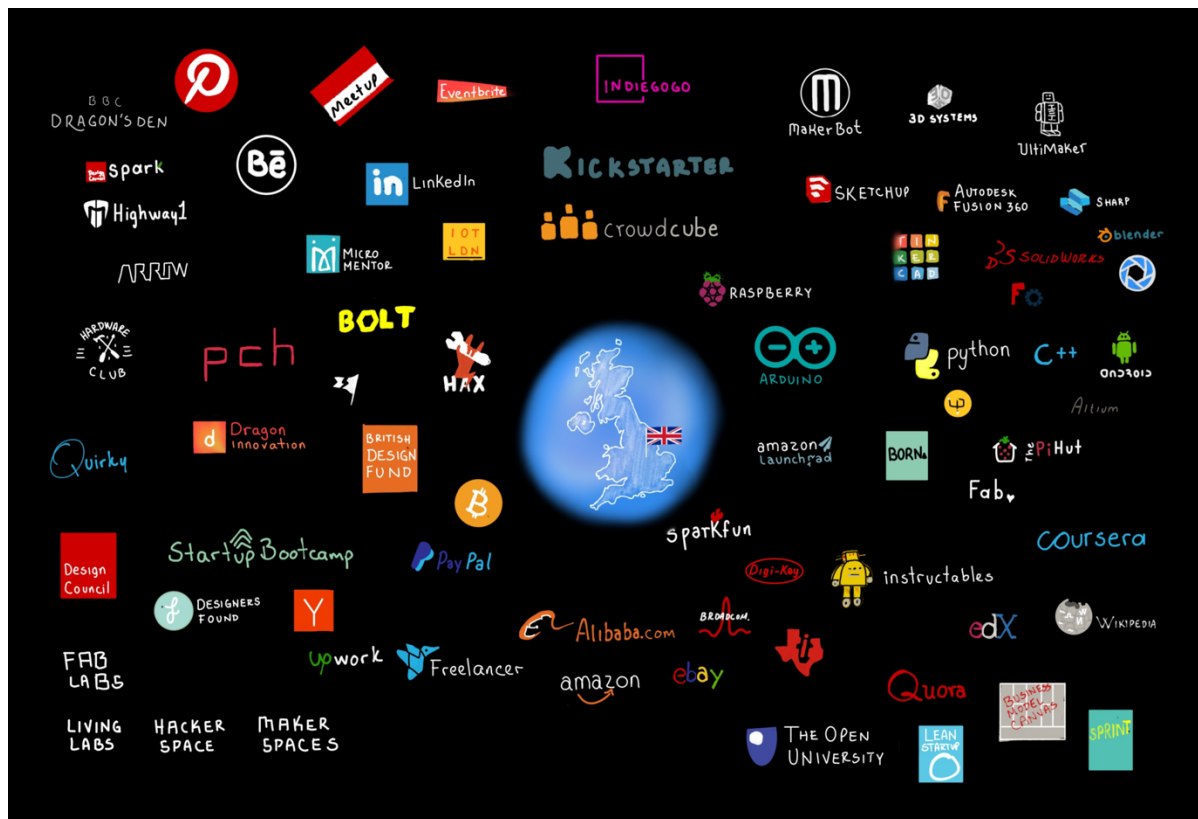 BBC
DRAGON'S DEN
Meetup
Eventbrite
INDIEGOGO
MakerBot
3D SYSTEMS
UltiMaker
Bē
spark
Highway1
in LinkedIn
KICKSTARTER
SKETCHUP
AUTODESK
FUSION 360
SHARP
crowdcube
IOT
LDN
MICRO
MENTOR
ARROW
TIN
KER
CAD
SOLIDWORKS
blender
RASPBERRY
BOLT
HARDWARE
CLUB
pch
HAX
ARDUINO
python
C++
ANDROID
Altium
Quirky
d Dragon
Innovation
BRITISH
DESIGN
FUND
amazon
Launchpad
BORN
The PiHut
Fab
sparkfun
Design
Council
StartupBootcamp
PayPal
Digi-Key
instructables
coursera
DESIGNERS
FOUND
Y
Alibaba.com
BROADCOM
edX
WIKIPEDIA
FAB
LABS
upwork
Freelancer
amazon
ebay
Quora
BUSINESS
MODEL
CANVAS
LIVING
LABS
HACKER
SPACE
MAKER
SPACES
THE OPEN
UNIVERSITY
LEAN
STARTUP
SPRINT